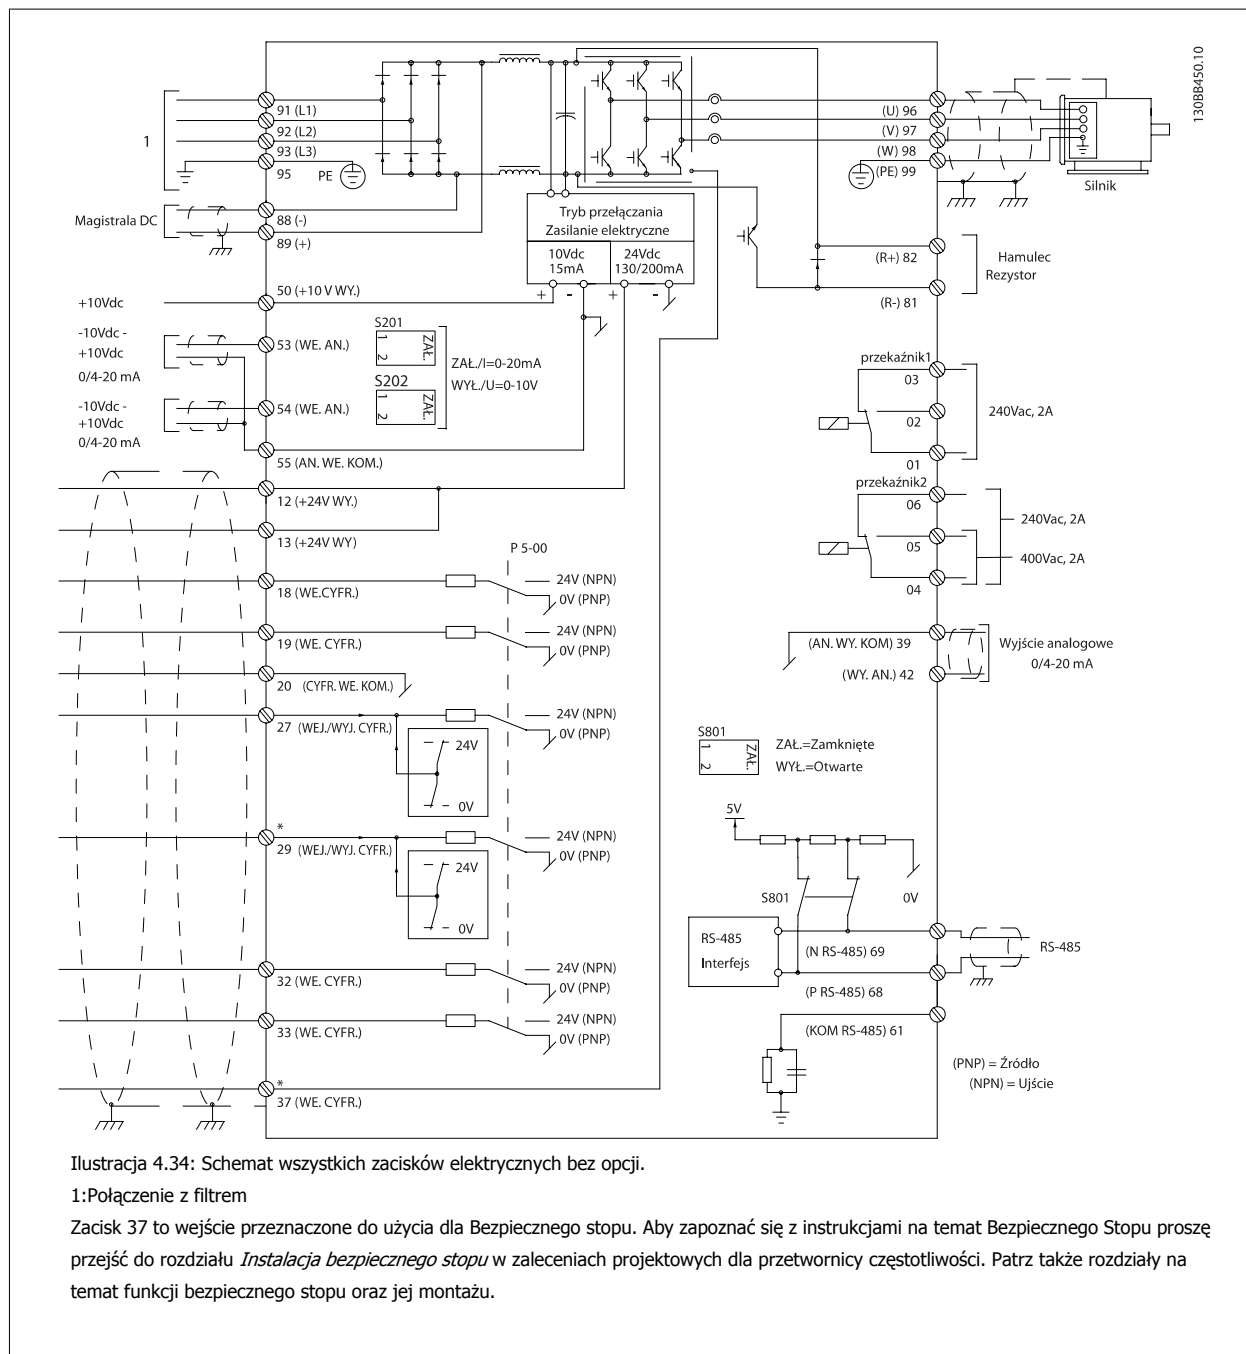 130BB450.10
91 (L1)
92 (L2)
93 (L3)
95
PE
1
(U) 96
(V) 97
(W) 98
(PE) 99
Silnik
Magistrala DC
88 (-)
89 (+)
Tryb przełączania
Zasilanie elektryczne
10Vdc
15mA
24Vdc
130/200mA
+
-
+
-
(R+) 82
Hamulec
Rezystor
(R-) 81
+10Vdc
50 (+10 V WY.)
-10Vdc -
+10Vdc
0/4-20 mA
53 (WE. AN.)
S201
1
2
ZAŁ.
S202
1
2
ZAŁ.
ZAŁ./I=0-20mA
WYŁ./U=0-10V
-10Vdc -
+10Vdc
0/4-20 mA
54 (WE. AN.)
55 (AN. WE. KOM.)
przekaźnik1
03
02
01
240Vac, 2A
przekaźnik2
06
05
04
240Vac, 2A
400Vac, 2A
12 (+24V WY.)
13 (+24V WY)
P 5-00
18 (WE.CYFR.)
24V (NPN)
0V (PNP)
19 (WE. CYFR.)
24V (NPN)
0V (PNP)
20 (CYFR. WE. KOM.)
27 (WEJ./WYJ. CYFR.)
24V (NPN)
0V (PNP)
24V
0V
*
29 (WEJ./WYJ. CYFR.)
24V (NPN)
0V (PNP)
24V
0V
32 (WE. CYFR.)
24V (NPN)
0V (PNP)
33 (WE. CYFR.)
24V (NPN)
0V (PNP)
*
37 (WE. CYFR.)
(AN. WY. KOM) 39
(WY. AN.) 42
Wyjście analogowe
0/4-20 mA
S801
1
2
ZAŁ.
ZAŁ.=Zamknięte
WYŁ.=Otwarte
5V
S801
0V
RS-485
Interfejs
(N RS-485) 69
(P RS-485) 68
RS-485
(KOM RS-485) 61
(PNP) = Źródło
(NPN) = Ujście
Ilustracja 4.34: Schemat wszystkich zacisków elektrycznych bez opcji.
1:Połączenie z filtrem
Zacisk 37 to wejście przeznaczone do użycia dla Bezpiecznego stopu. Aby zapoznać się z instrukcjami na temat Bezpiecznego Stopu proszę
przejść do rozdziału Instalacja bezpiecznego stopu w zaleceniach projektowych dla przetwornicy częstotliwości. Patrz także rozdziały na
temat funkcji bezpiecznego stopu oraz jej montażu.